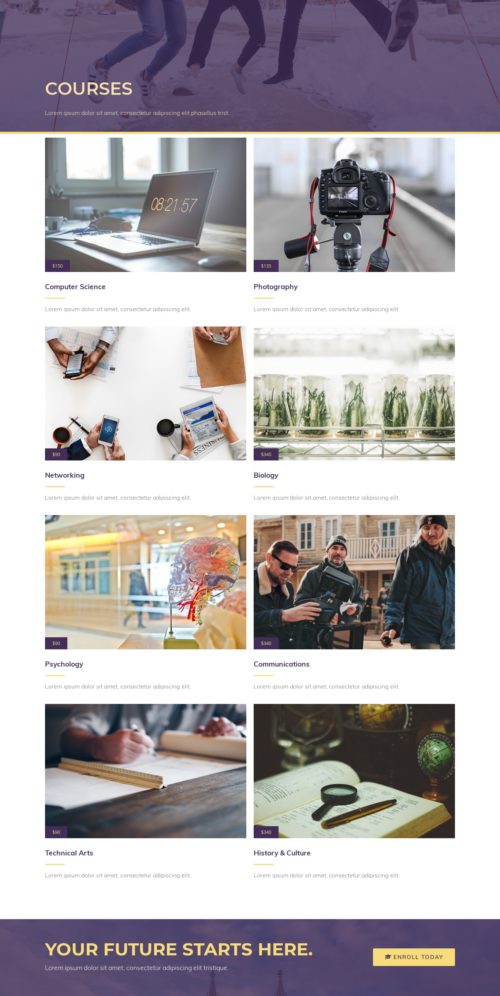 COURSES
Lorem ipsum dolor sit amet, consectetur adipiscing elit phasellus trist.
08:21:57
$150
$135
Computer Science
Photography
Lorem ipsum dolor sit amet, consectetur adipiscing elit.
Lorem ipsum dolor sit amet, consectetur adipiscing elit.
$90
$340
Networking
Biology
Lorem ipsum dolor sit amet, consectetur adipiscing elit.
Lorem ipsum dolor sit amet, consectetur adipiscing elit.
$90
$340
Psychology
Communications
Lorem ipsum dolor sit amet, consectetur adipiscing elit.
Lorem ipsum dolor sit amet, consectetur adipiscing elit.
$90
$340
Technical Arts
History & Culture
Lorem ipsum dolor sit amet, consectetur adipiscing elit.
Lorem ipsum dolor sit amet, consectetur adipiscing elit.
YOUR FUTURE STARTS HERE.
Lorem ipsum dolor sit amet, consectetur adipiscing elit tristique.
ENROLL TODAY